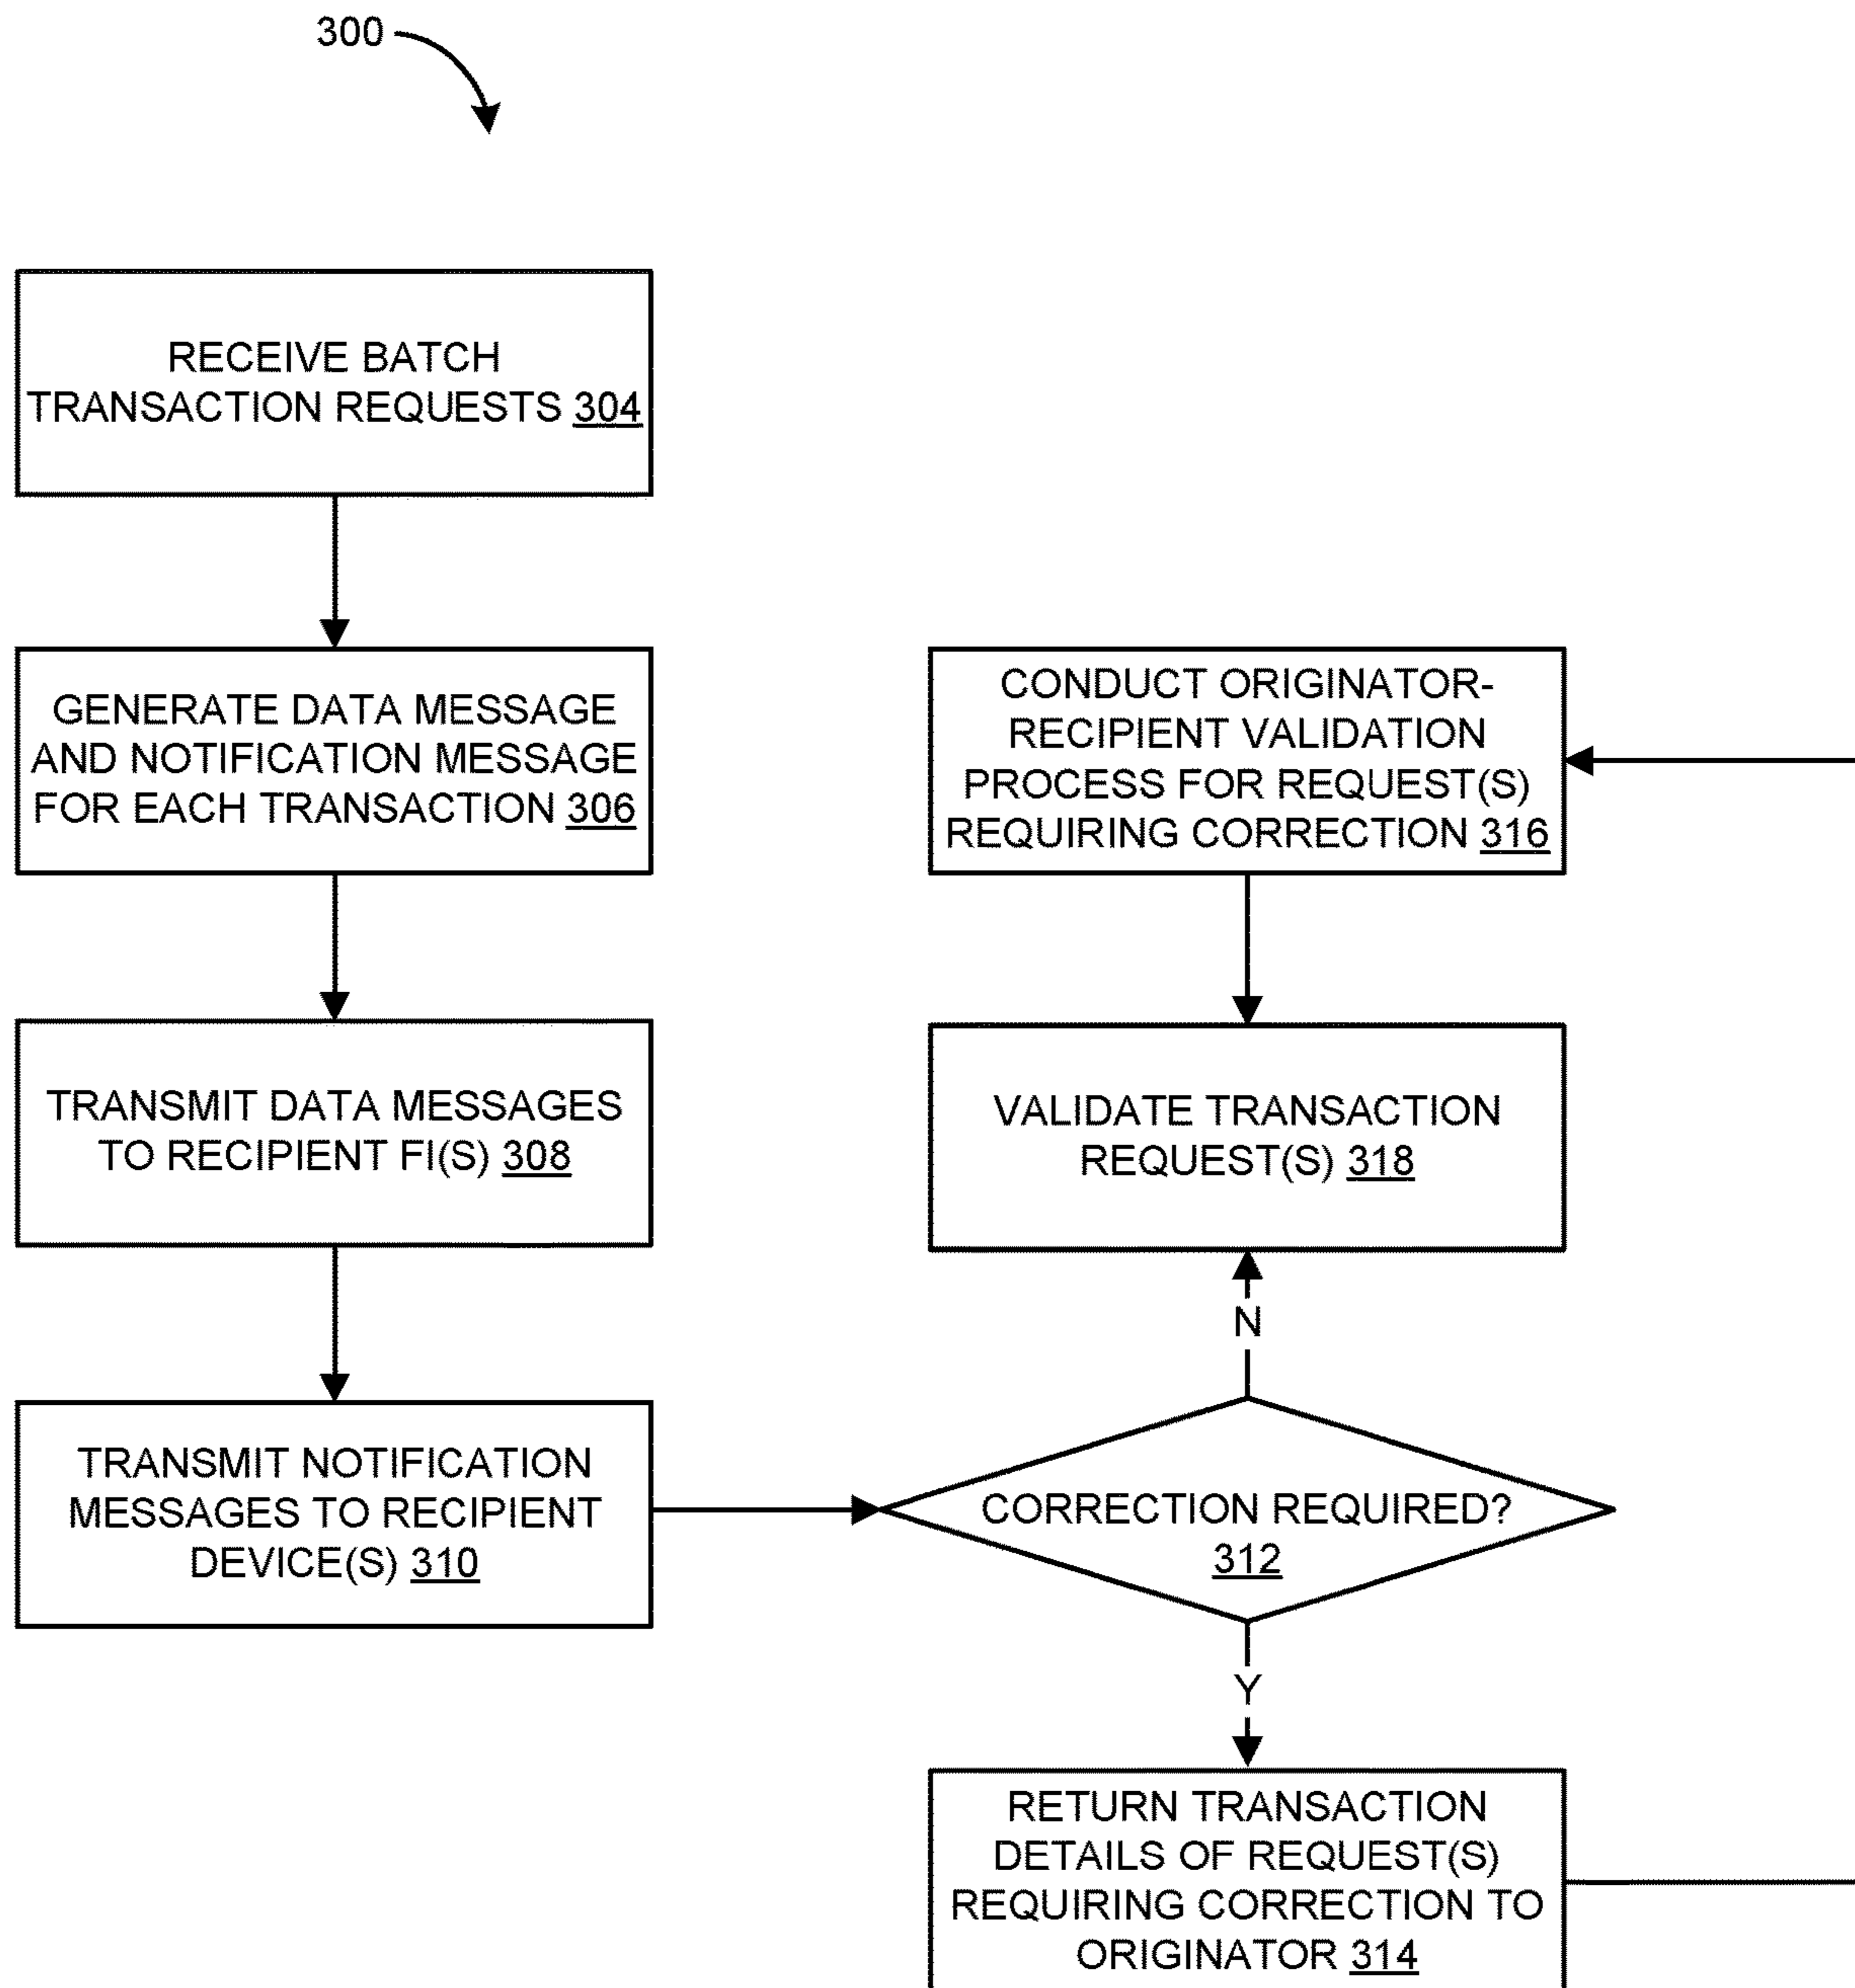 300
RECEIVE BATCH
TRANSACTION REQUESTS 304
GENERATE DATA MESSAGE
AND NOTIFICATION MESSAGE
FOR EACH TRANSACTION 306
TRANSMIT DATA MESSAGES
TO RECIPIENT FI(S) 308
TRANSMIT NOTIFICATION
MESSAGES TO RECIPIENT
DEVICE(S) 310
CONDUCT ORIGINATOR-
RECIPIENT VALIDATION
PROCESS FOR REQUEST(S)
REQUIRING CORRECTION 316
VALIDATE TRANSACTION
REQUEST(S) 318
N
CORRECTION REQUIRED?
312
Y
RETURN TRANSACTION
DETAILS OF REQUEST(S)
REQUIRING CORRECTION TO
ORIGINATOR 314